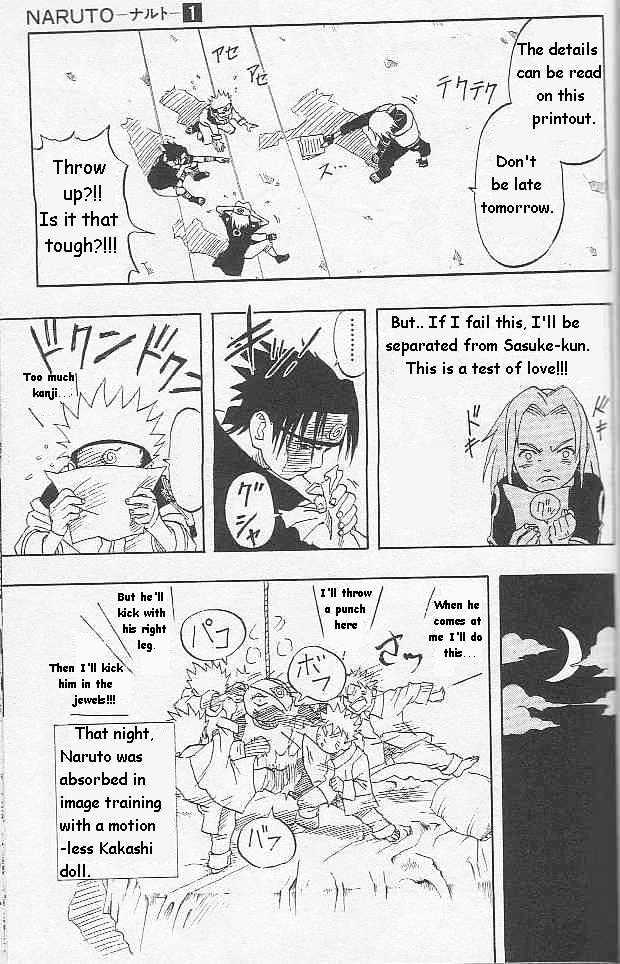 NARUTO—ナルト—1
The details
can be read
on this
printout.
Don't
be late
tomorrow.
テクテク
アセ
アセ
ス…
Throw
up?!!
Is it that
tough?!!!
But.. If I fail this, I'll be
separated from Sasuke-kun.
This is a test of love!!!
ドキ
ドキ
グッ
………
グシャ
ドクンドクン
Too much
kanji...
When he
comes at
me I'll do
this...
I'll throw
a punch
here
But he'll
kick with
his right
leg.
Then I'll kick
him in the
jewels!!!
パコ
ボフ
さっ
バフ
That night,
Naruto was
absorbed in
image training
with a motion
-less Kakashi
doll.